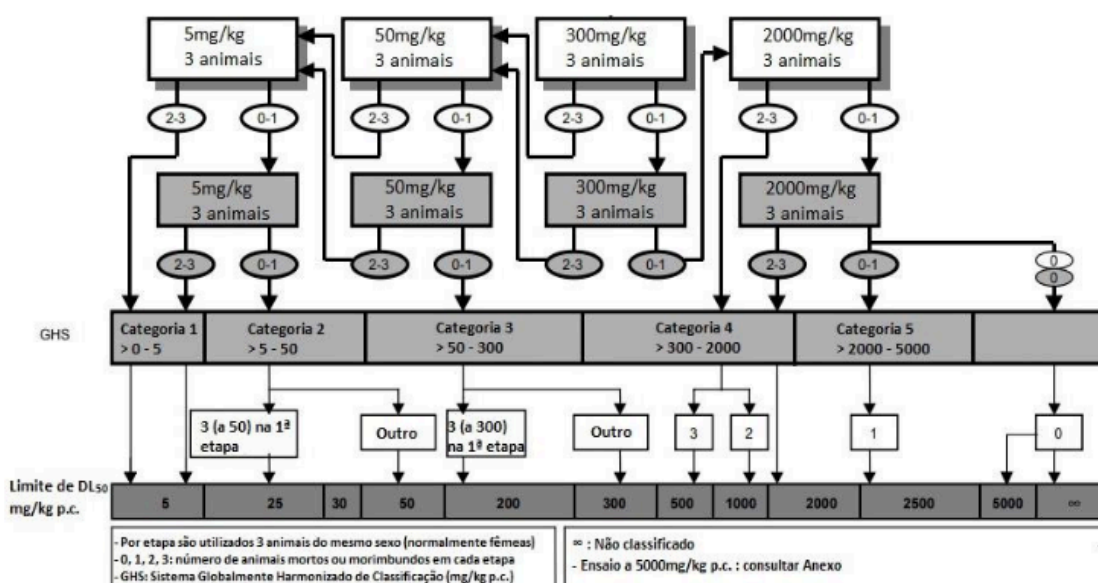 5mg/kg
3 animais
50mg/kg
3 animais
300mg/kg
3 animais
2000mg/kg
3 animais
2-3
0-1
2-3
0-1
2-3
0-1
2-3
0-1
5mg/kg
3 animais
50mg/kg
3 animais
300mg/kg
3 animais
2000mg/kg
3 animais
2-3
0-1
2-3
0-1
2-3
0-1
2-3
0-1
0
0
GHS
Categoria 1
> 0 - 5
Categoria 2
> 5 - 50
Categoria 3
> 50 - 300
Categoria 4
> 300 - 2000
Categoria 5
> 2000 - 5000
3 (a 50) na 1ª
etapa
Outro
3 (a 300)
na 1ª etapa
Outro
3
2
1
0
Limite de DL50
mg/kg p.c.
5
25
30
50
200
300
500
1000
2000
2500
5000
∞
- Por etapa são utilizados 3 animais do mesmo sexo (normalmente fêmeas)
- 0, 1, 2, 3: número de animais mortos ou morimbundos em cada etapa
- GHS: Sistema Globalmente Harmonizado de Classificação (mg/kg p.c.)
∞ : Não classificado
- Ensaio a 5000mg/kg p.c. : consultar Anexo